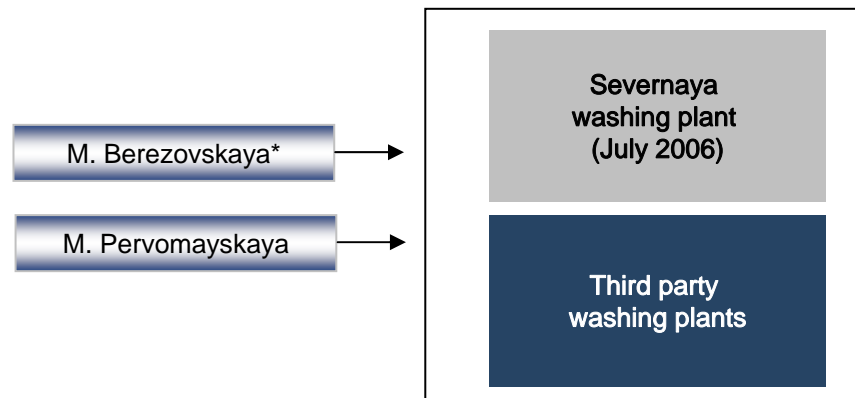 M. Berezovskaya*
M. Pervomayskaya
Severnaya
washing plant
(July 2006)
Third party
washing plants